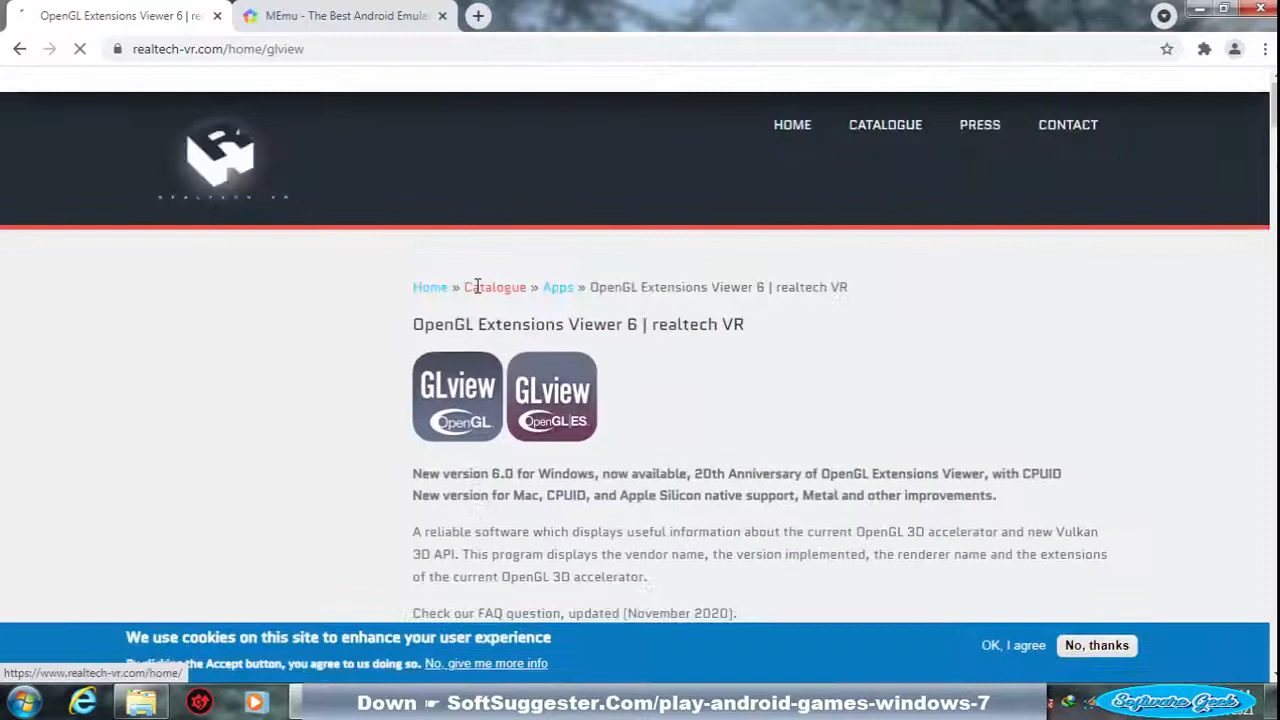 OpenGL Extensions Viewer 6 | re
MEmu - The Best Android Emula
realtech-vr.com/home/glview
HOME
CATALOGUE
PRESS
CONTACT
REALTECH VR
Home » Catalogue » Apps » OpenGL Extensions Viewer 6 | realtech VR
OpenGL Extensions Viewer 6 | realtech VR
GLview
OpenGL
GLview
OpenGL|ES
New version 6.0 for Windows, now available, 20th Anniversary of OpenGL Extensions Viewer, with CPUID
New version for Mac, CPUID, and Apple Silicon native support, Metal and other improvements.
A reliable software which displays useful information about the current OpenGL 3D accelerator and new Vulkan
3D API. This program displays the vendor name, the version implemented, the renderer name and the extensions
of the current OpenGL 3D accelerator.
Check our FAQ question, updated (November 2020).
We use cookies on this site to enhance your user experience
By clicking the Accept button, you agree to us doing so. No, give me more info
OK, I agree
No, thanks
https://www.realtech-vr.com/home/
Down ☛ SoftSuggester.Com/play-android-games-windows-7
Software Geek